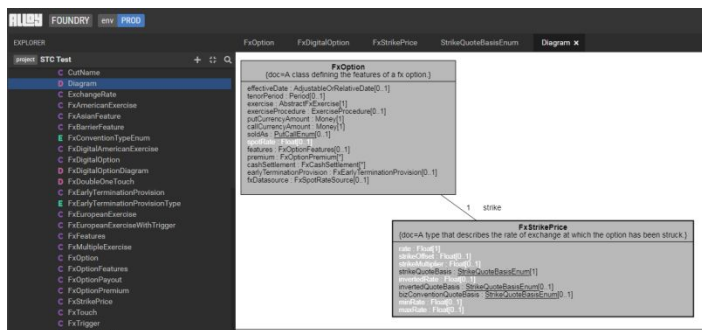 ALLOY FOUNDRY env PROD
EXPLORER
project STC Test
C CutName
D Diagram
C ExchangeRate
C FxAmericanExercise
C FxAsianFeature
C FxBarrierFeature
E FxConventionTypeEnum
C FxDigitalAmericanExercise
C FxDigitalOption
D FxDigitalOptionDiagram
D FxDoubleOneTouch
C FxEarlyTerminationProvision
E FxEarlyTerminationProvisionType
C FxEuropeanExercise
C FxEuropeanExerciseWithTrigger
C FxFeatures
C FxMultipleExercise
C FxOption
C FxOptionFeatures
C FxOptionPayout
C FxOptionPremium
C FxStrikePrice
C FxTouch
C FxTrigger
FxOption FxDigitalOption FxStrikePrice StrikeQuoteBasisEnum Diagram ×
FxOption
{doc=A class defining the features of a fx option.}
effectiveDate : AdjustableOrRelativeDate[0..1]
tenorPeriod : Period[0..1]
exercise : AbstractFxExercise[1]
exerciseProcedure : ExerciseProcedure[0..1]
putCurrencyAmount : Money[1]
callCurrencyAmount : Money[1]
soldAs : PutCallEnum[0..1]
spotRate : Float[0..1]
features : FxOptionFeatures[0..1]
premium : FxOptionPremium[*]
cashSettlement : FxCashSettlement[*]
earlyTerminationProvision : FxEarlyTerminationProvision[0..1]
fxDatasource : FxSpotRateSource[0..1]
1 strike
FxStrikePrice
{doc=A type that describes the rate of exchange at which the option has been struck.}
rate : Float[1]
strikeOffset : Float[0..1]
strikeMultiplier : Float[0..1]
strikeQuoteBasis : StrikeQuoteBasisEnum[1]
invertedRate : Float[0..1]
invertedQuoteBasis : StrikeQuoteBasisEnum[0..1]
bizConventionQuoteBasis : StrikeQuoteBasisEnum[0..1]
minRate : Float[0..1]
maxRate : Float[0..1]